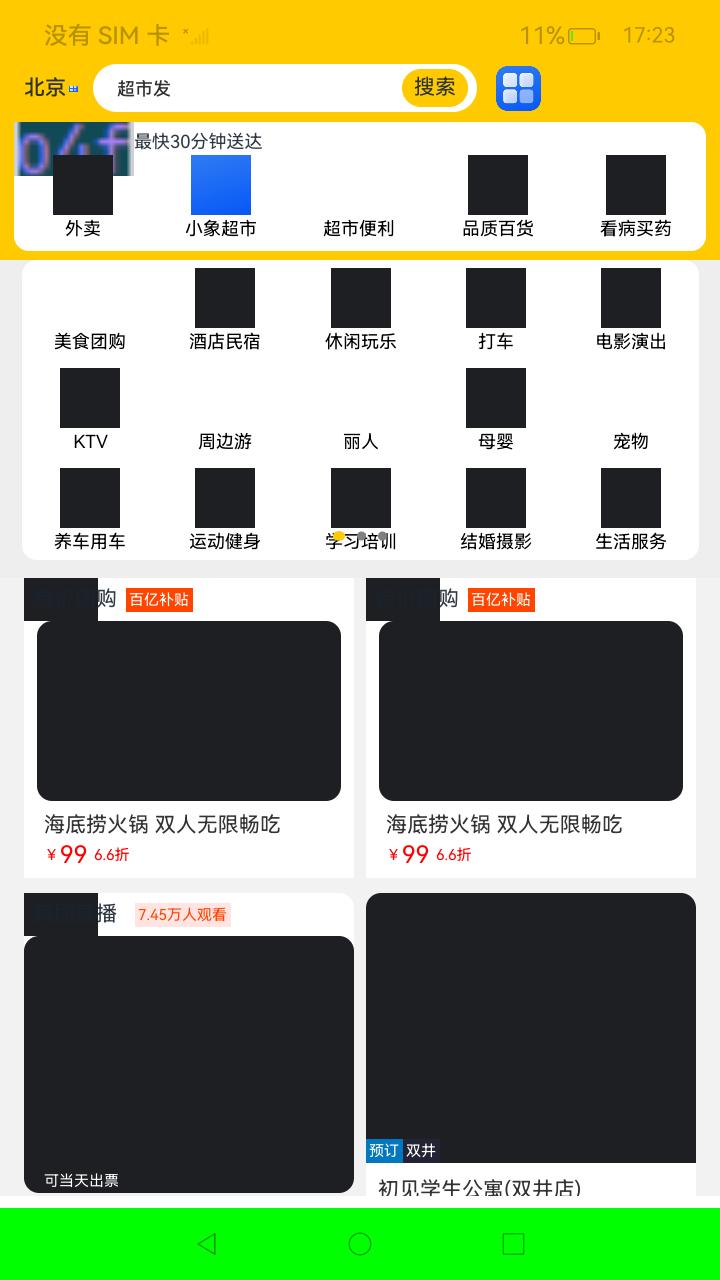 没有 SIM 卡
11%
17:23
北京
超市发
搜索
最快30分钟送达
外卖 小象超市 超市便利 品质百货 看病买药
美食团购 酒店民宿 休闲玩乐 打车 电影演出
KTV 周边游 丽人 母婴 宠物
养车用车 运动健身 学习培训 结婚摄影 生活服务
购 百亿补贴
购 百亿补贴
海底捞火锅 双人无限畅吃
¥99 6.6折
海底捞火锅 双人无限畅吃
¥99 6.6折
播 7.45万人观看
可当天出票
预订 双井
初见学生公寓(双井店)